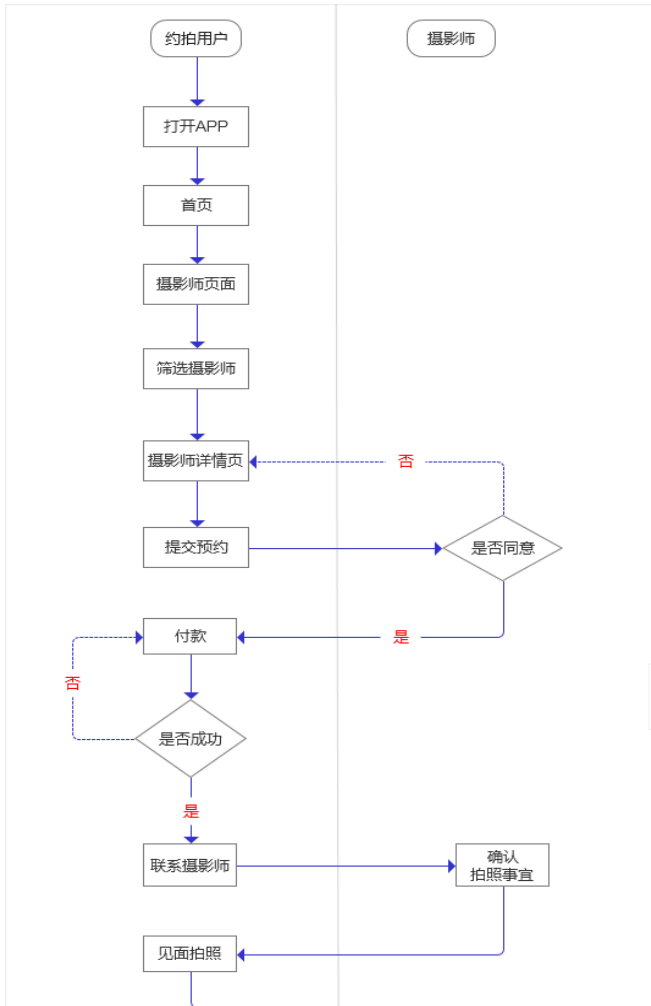 约拍用户
摄影师
打开APP
首页
摄影师页面
筛选摄影师
摄影师详情页
否
提交预约
是否同意
付款
是
否
是否成功
是
联系摄影师
确认
拍照事宜
见面拍照